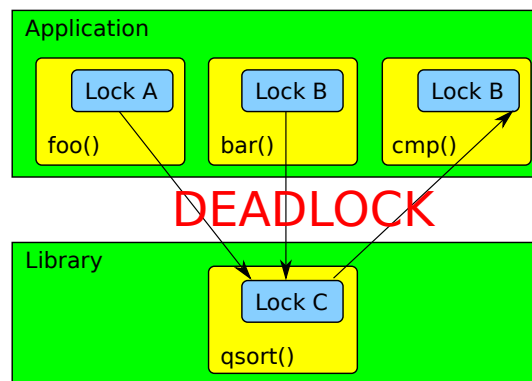 Application
Lock A
Lock B
Lock B
foo()
bar()
cmp()
DEADLOCK
Library
Lock C
qsort()